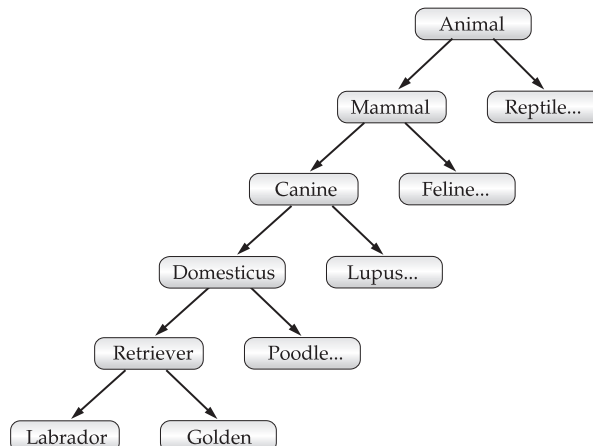 Animal
Mammal
Reptile...
Canine
Feline...
Domesticus
Lupus...
Retriever
Poodle...
Labrador
Golden